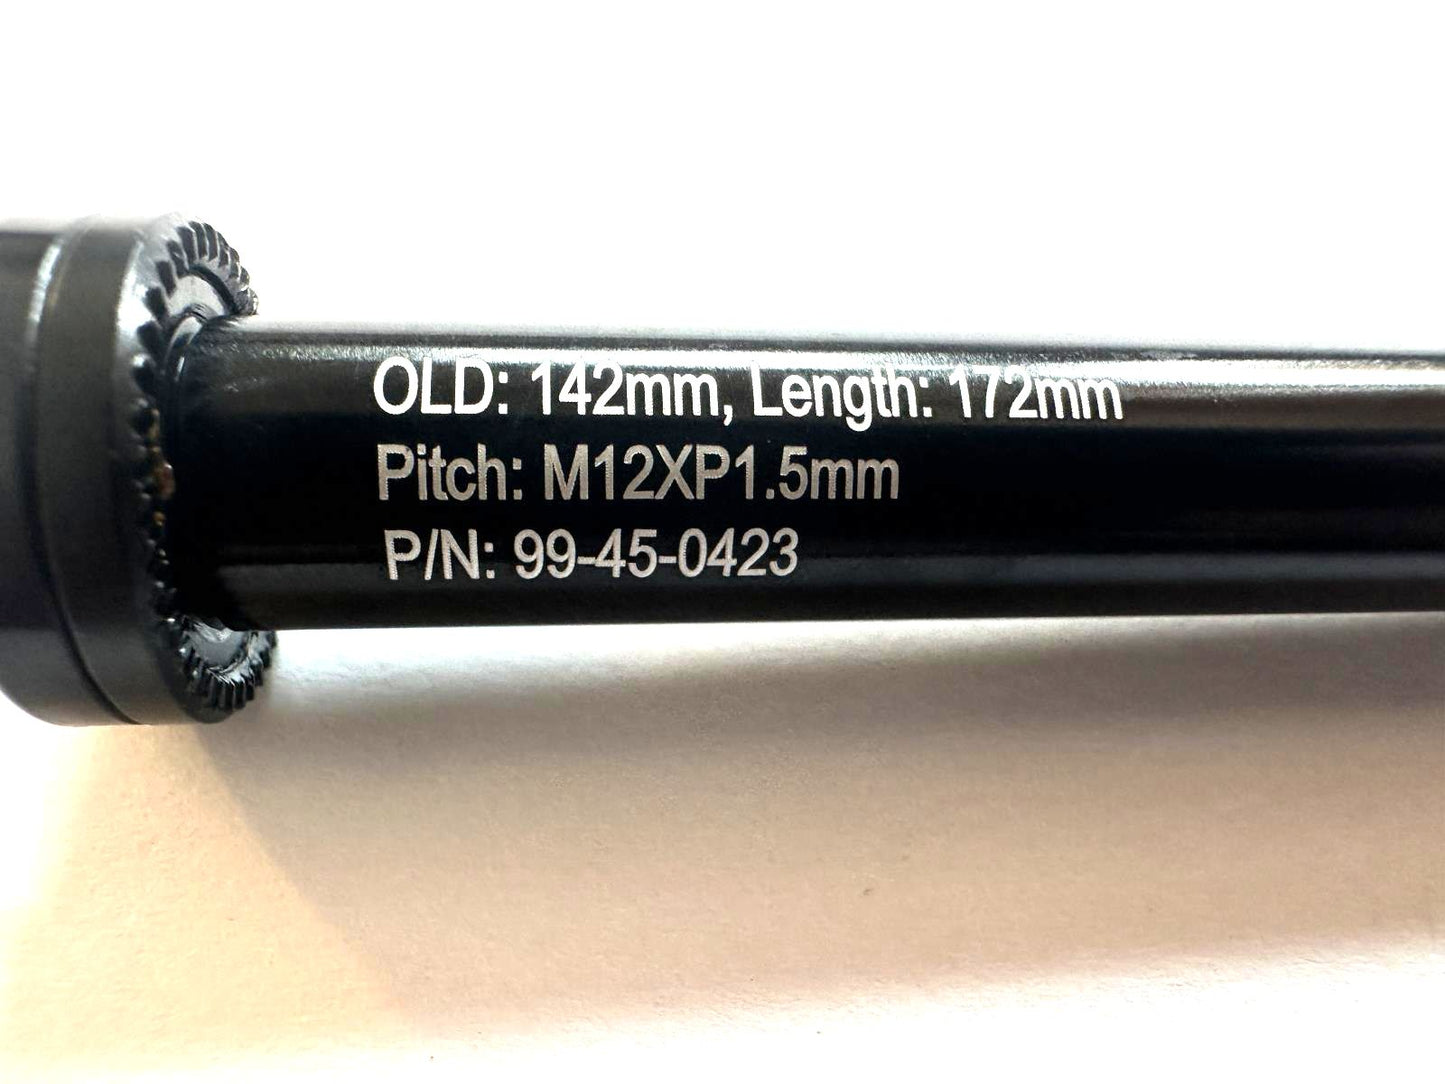 OLD: 142mm, Length: 172mm
Pitch: M12XP1.5mm
P/N: 99-45-0423